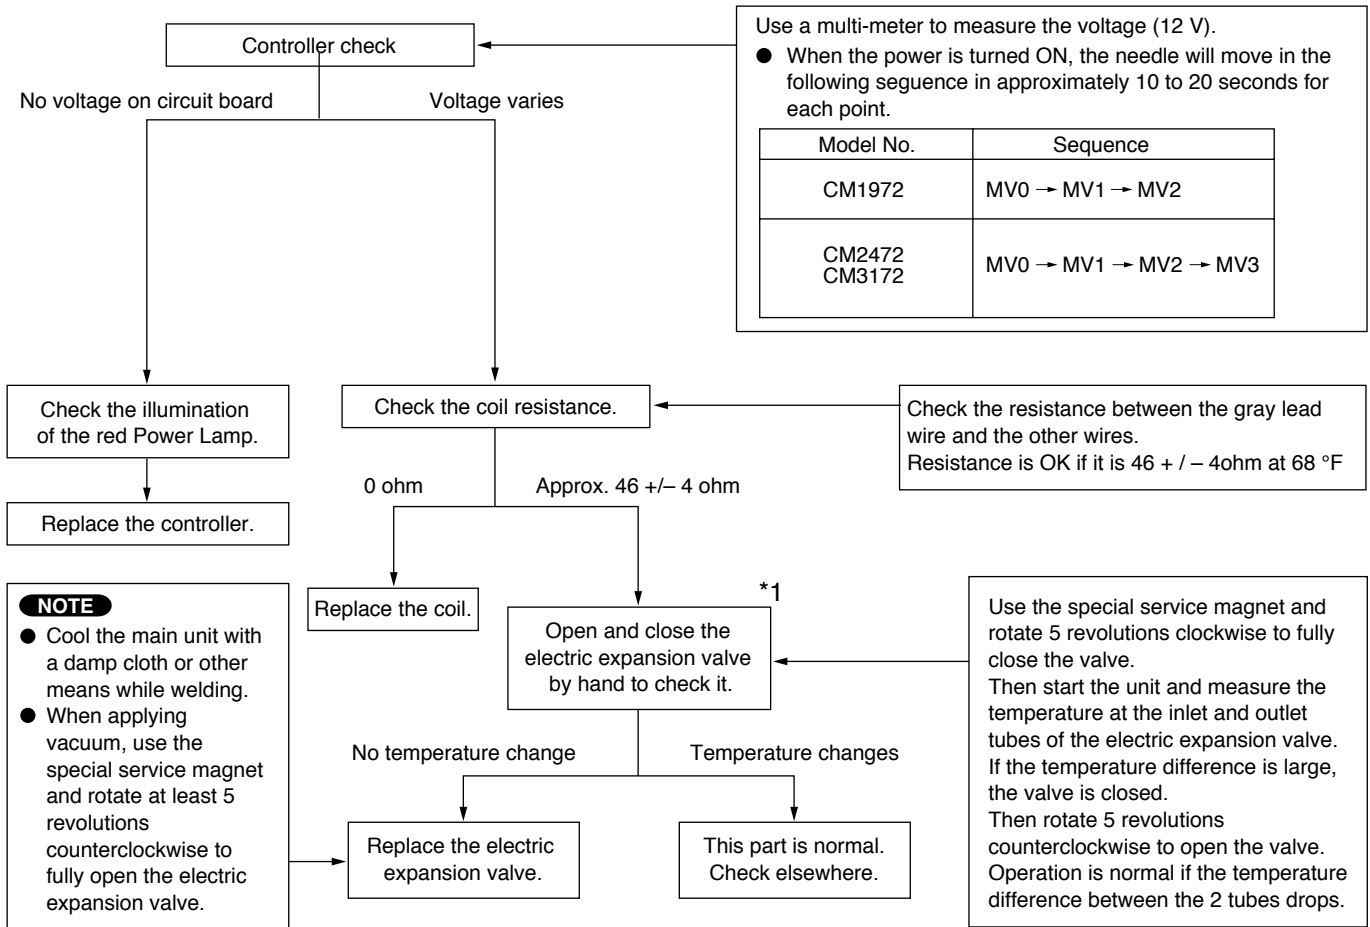 Controller check
No voltage on circuit board
Voltage varies
Use a multi-meter to measure the voltage (12 V).
● When the power is turned ON, the needle will move in the
following seguence in approximately 10 to 20 seconds for
each point.
Model No.
Sequence
CM1972
MV0 → MV1 → MV2
CM2472
CM3172
MV0 → MV1 → MV2 → MV3
Check the illumination
of the red Power Lamp.
Replace the controller.
Check the coil resistance.
Check the resistance between the gray lead
wire and the other wires.
Resistance is OK if it is 46 + / – 4ohm at 68 °F
0 ohm
Approx. 46 +/– 4 ohm
Replace the coil.
*1
Open and close the
electric expansion valve
by hand to check it.
Use the special service magnet and
rotate 5 revolutions clockwise to fully
close the valve.
Then start the unit and measure the
temperature at the inlet and outlet
tubes of the electric expansion valve.
If the temperature difference is large,
the valve is closed.
Then rotate 5 revolutions
counterclockwise to open the valve.
Operation is normal if the temperature
difference between the 2 tubes drops.
No temperature change
Temperature changes
Replace the electric
expansion valve.
This part is normal.
Check elsewhere.
NOTE
● Cool the main unit with
a damp cloth or other
means while welding.
● When applying
vacuum, use the
special service magnet
and rotate at least 5
revolutions
counterclockwise to
fully open the electric
expansion valve.